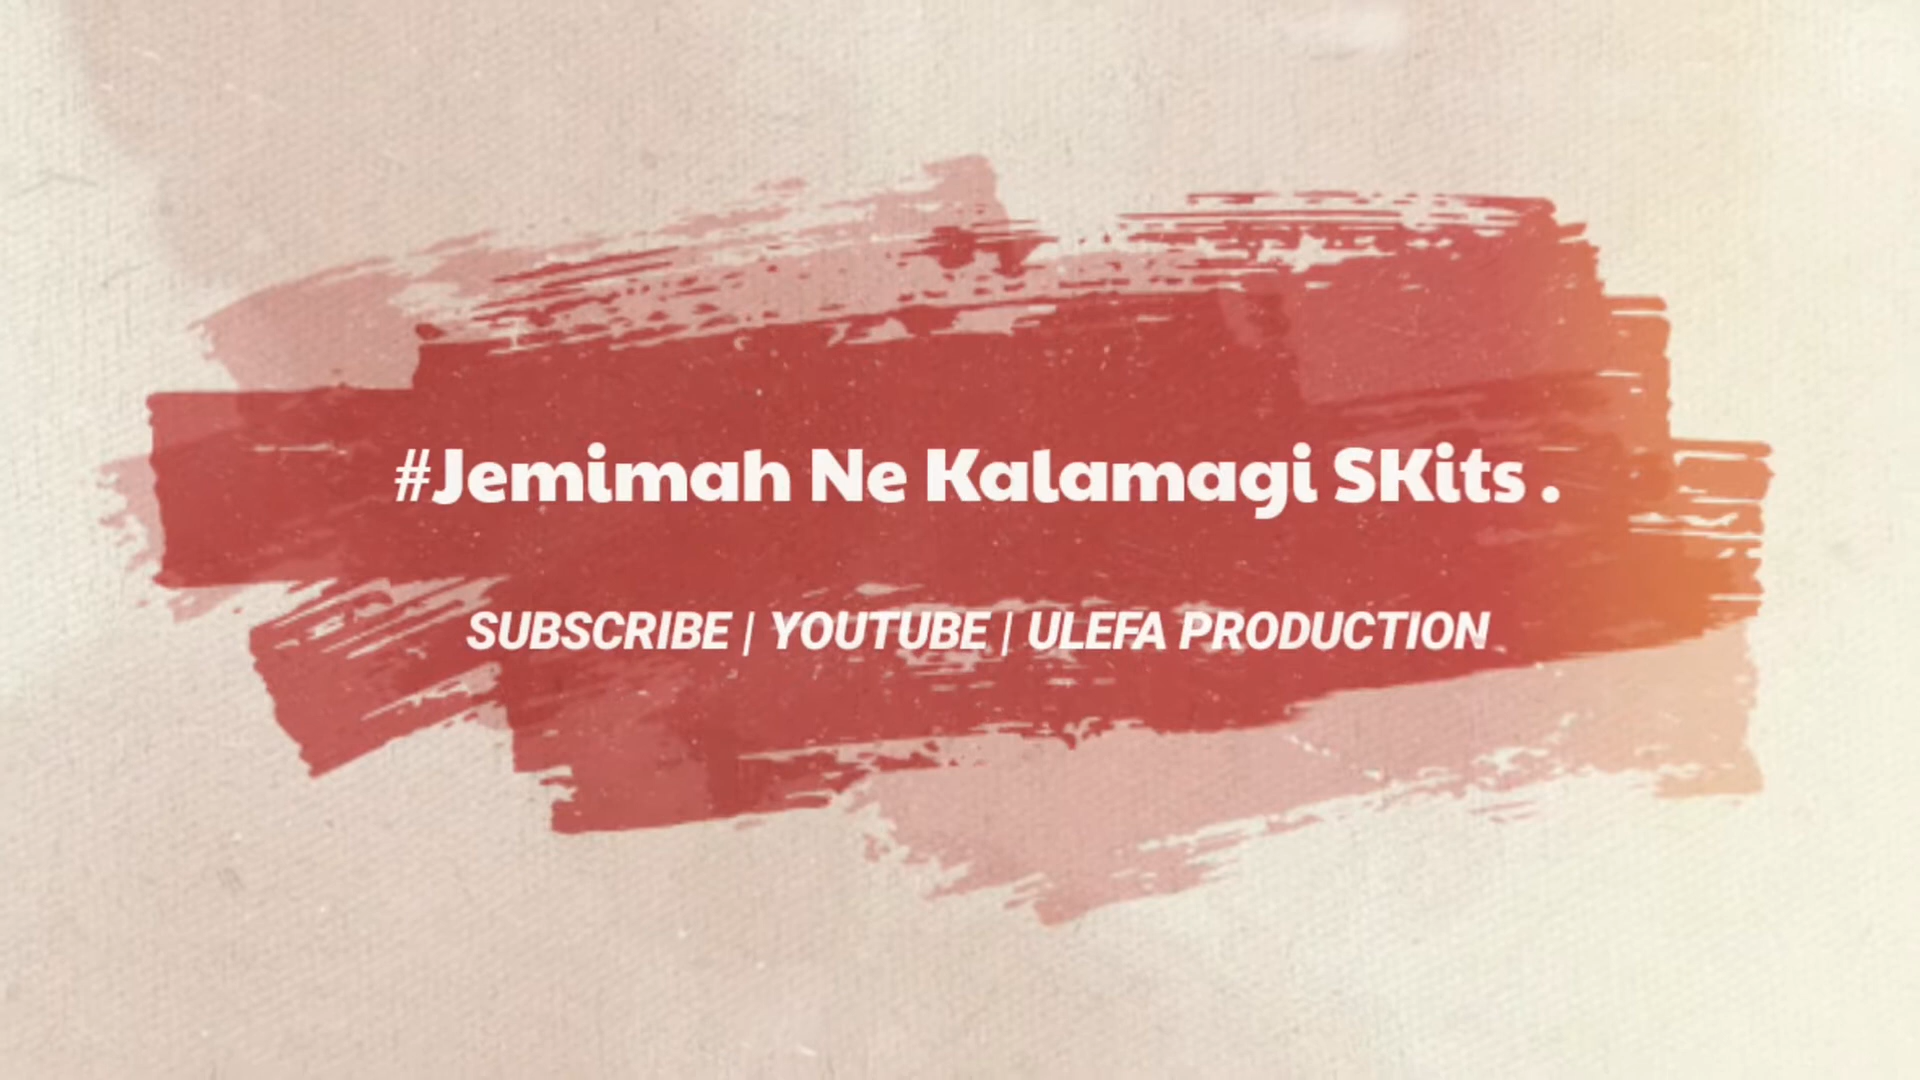 #Jemimah Ne Kalamagi SKits .
SUBSCRIBE | YOUTUBE | ULEFA PRODUCTION